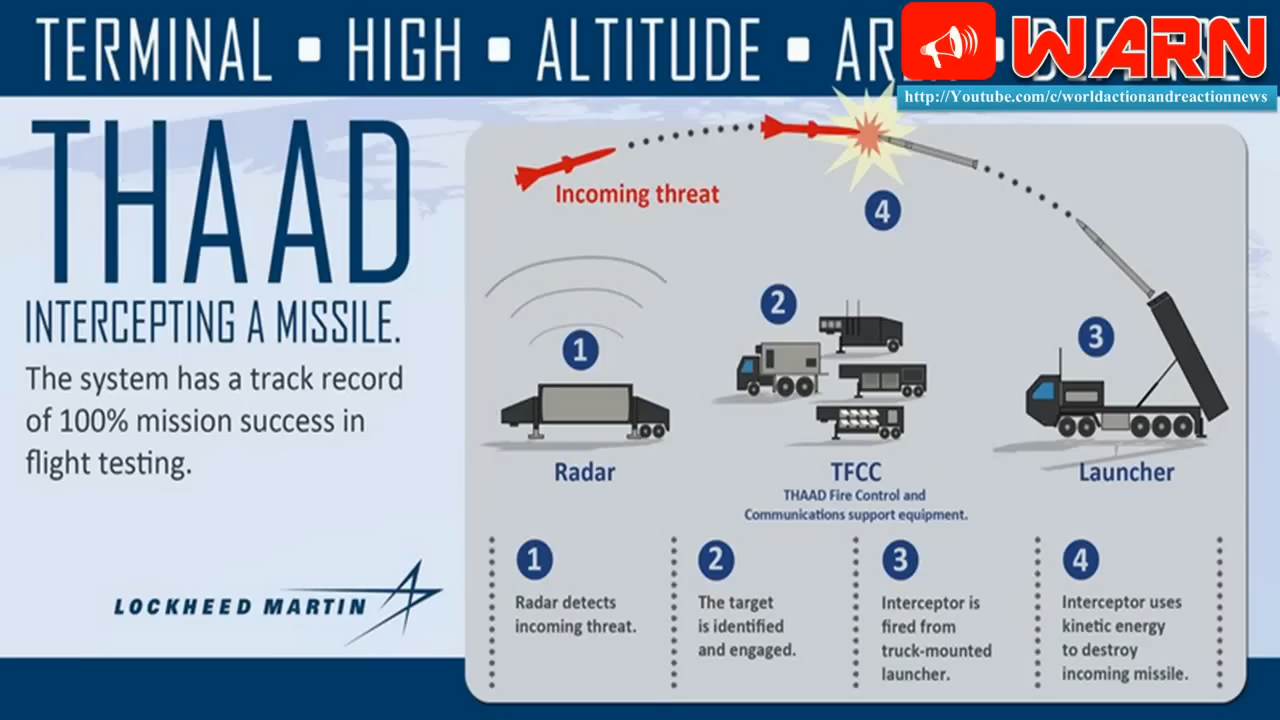 TERMINAL ▪ HIGH ▪ ALTITUDE ▪
WARN
http://Youtube.com/c/worldactionandreactionnews
THAAD
INTERCEPTING A MISSILE.
The system has a track record
of 100% mission success in
flight testing.
LOCKHEED MARTIN
Incoming threat
4
1
2
3
Radar
TFCC
THAAD Fire Control and
Communications support equipment.
Launcher
1
Radar detects
incoming threat.
2
The target
is identified
and engaged.
3
Interceptor is
fired from
truck-mounted
launcher.
4
Interceptor uses
kinetic energy
to destroy
incoming missile.